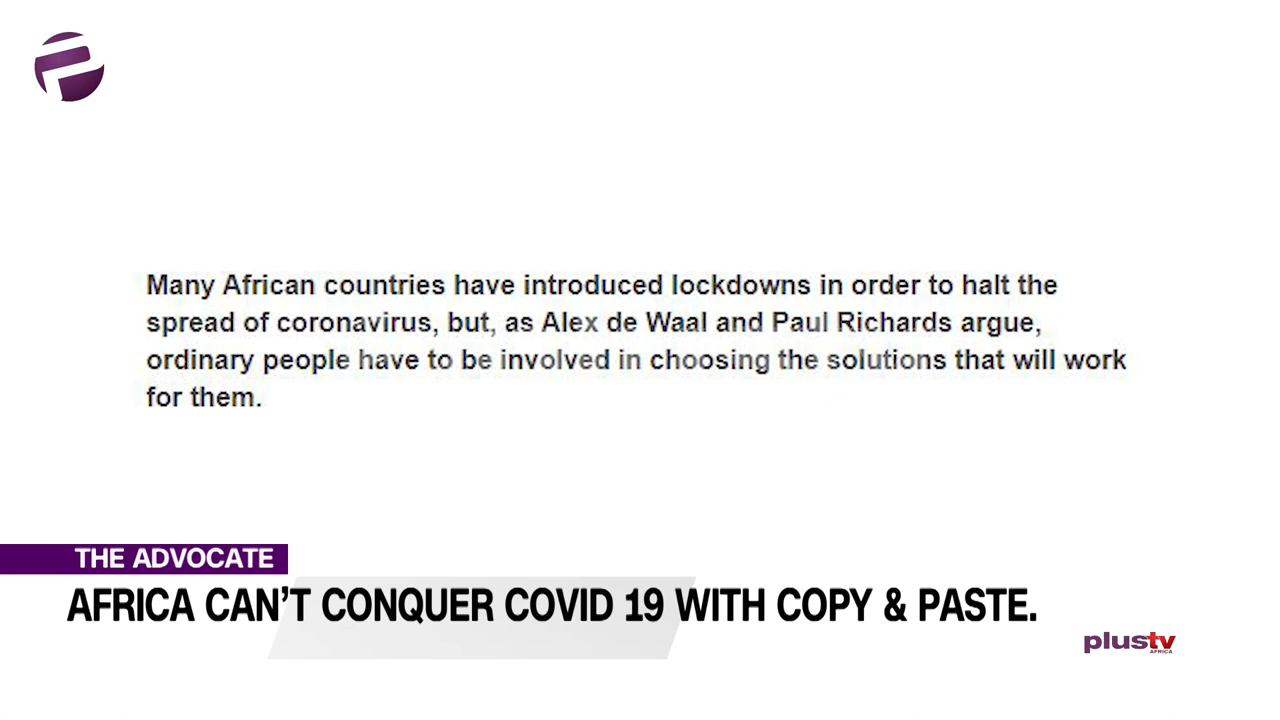 Many African countries have introduced lockdowns in order to halt the
spread of coronavirus, but, as Alex de Waal and Paul Richards argue,
ordinary people have to be involved in choosing the solutions that will work
for them.
THE ADVOCATE
AFRICA CAN'T CONQUER COVID 19 WITH COPY & PASTE.
plustv
AFRICA